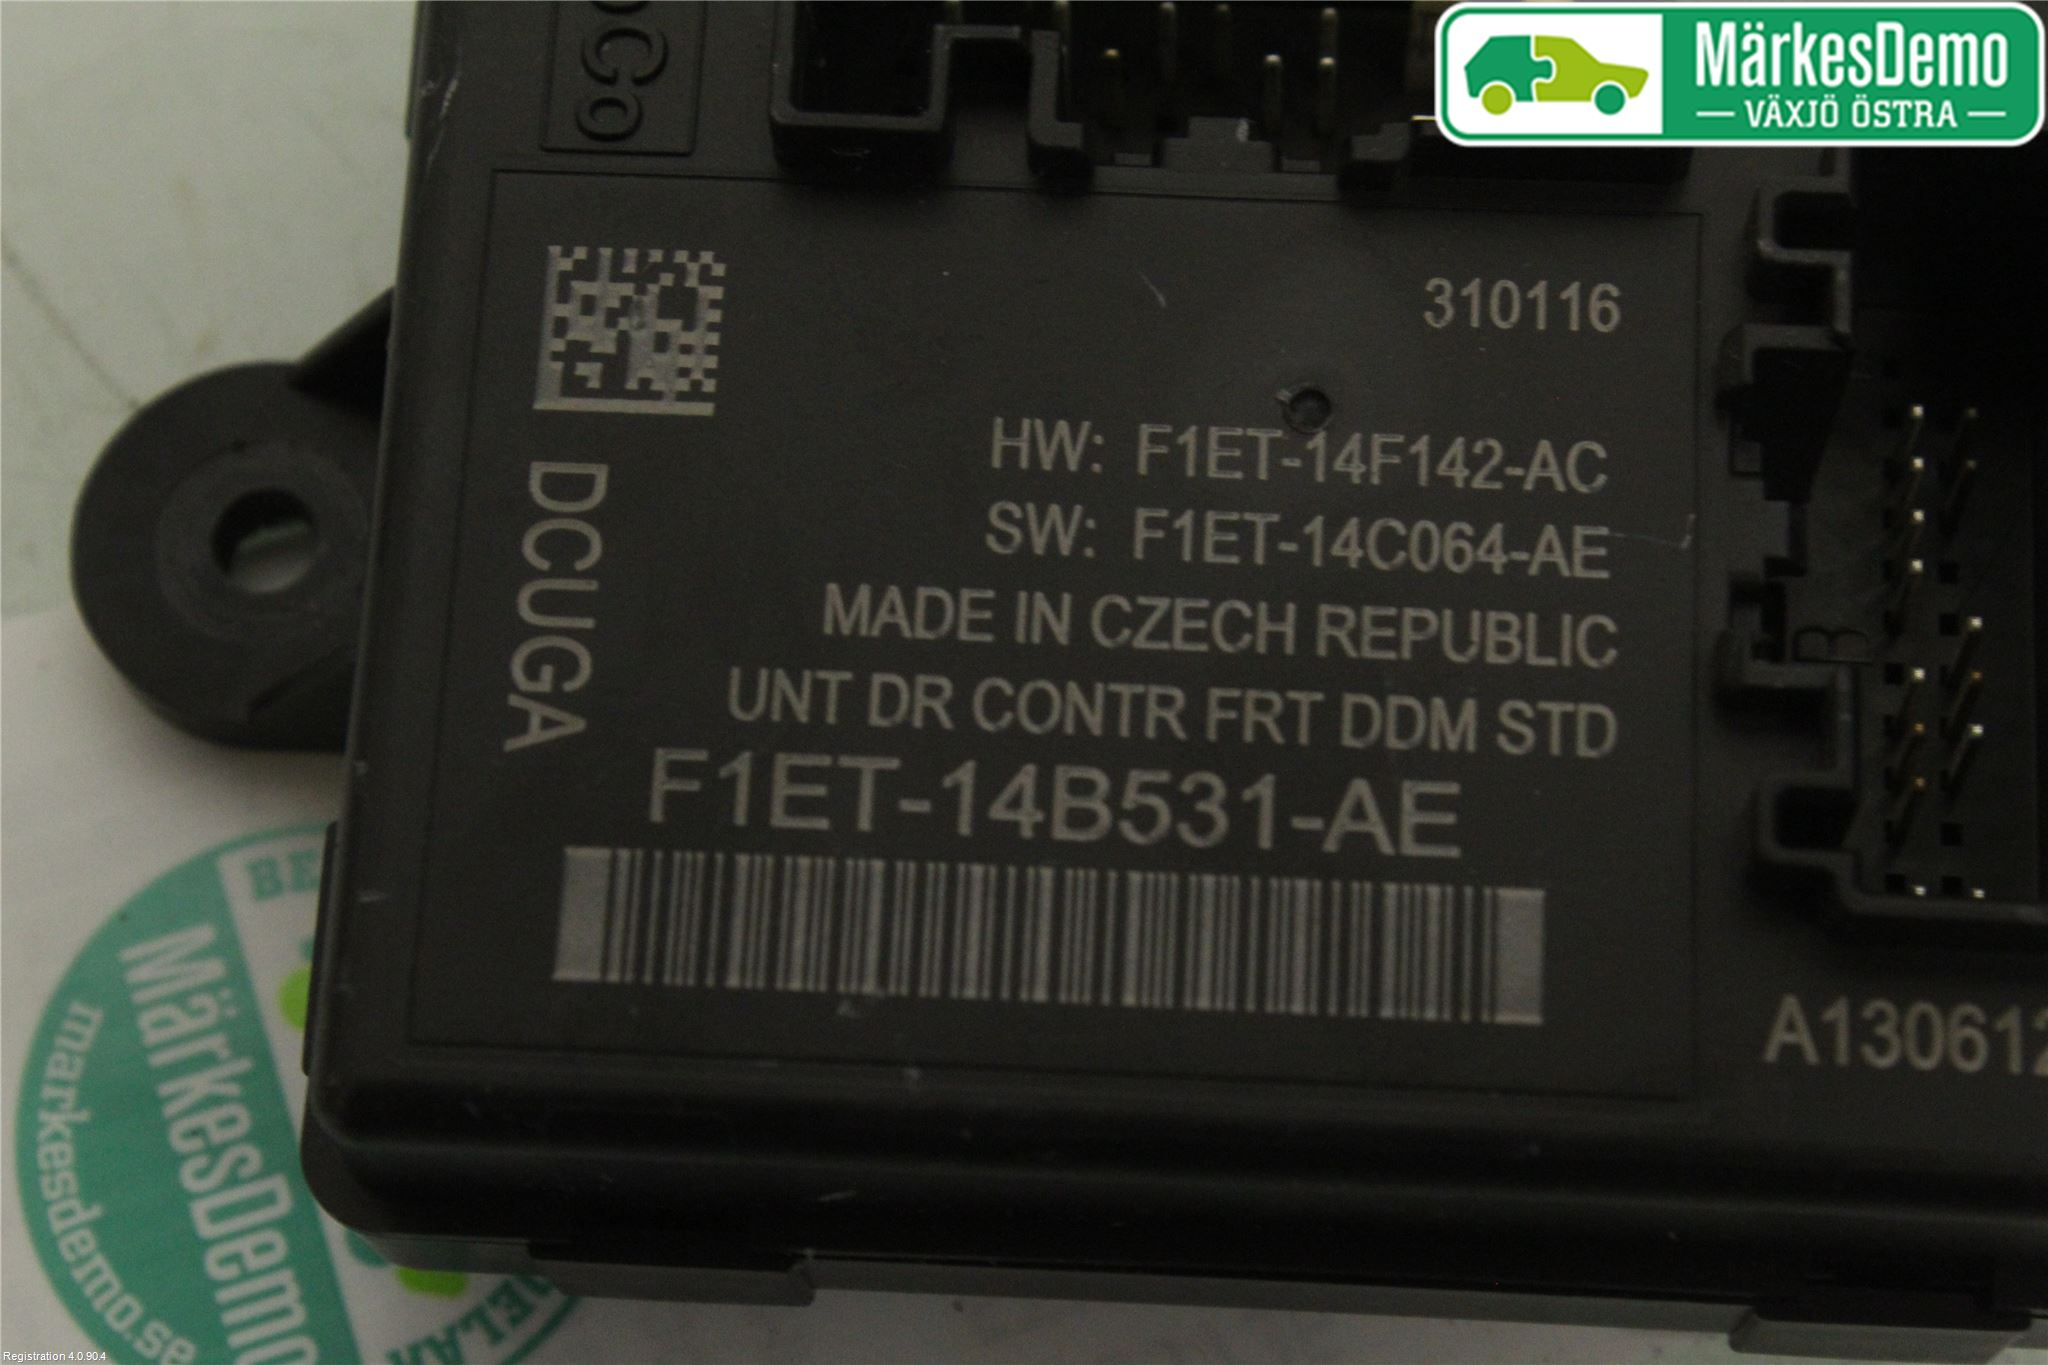 MärkesDemo
VÄXJÖ ÖSTRA
310116
HW: F1ET-14F142-AC
SW: F1ET-14C064-AE
MADE IN CZECH REPUBLIC
UNT DR CONTR FRT DDM STD
F1ET-14B531-AE
DCUGA
B
A130612
MärkesDemo
markesdemo.se
Registration 4.0.90.4